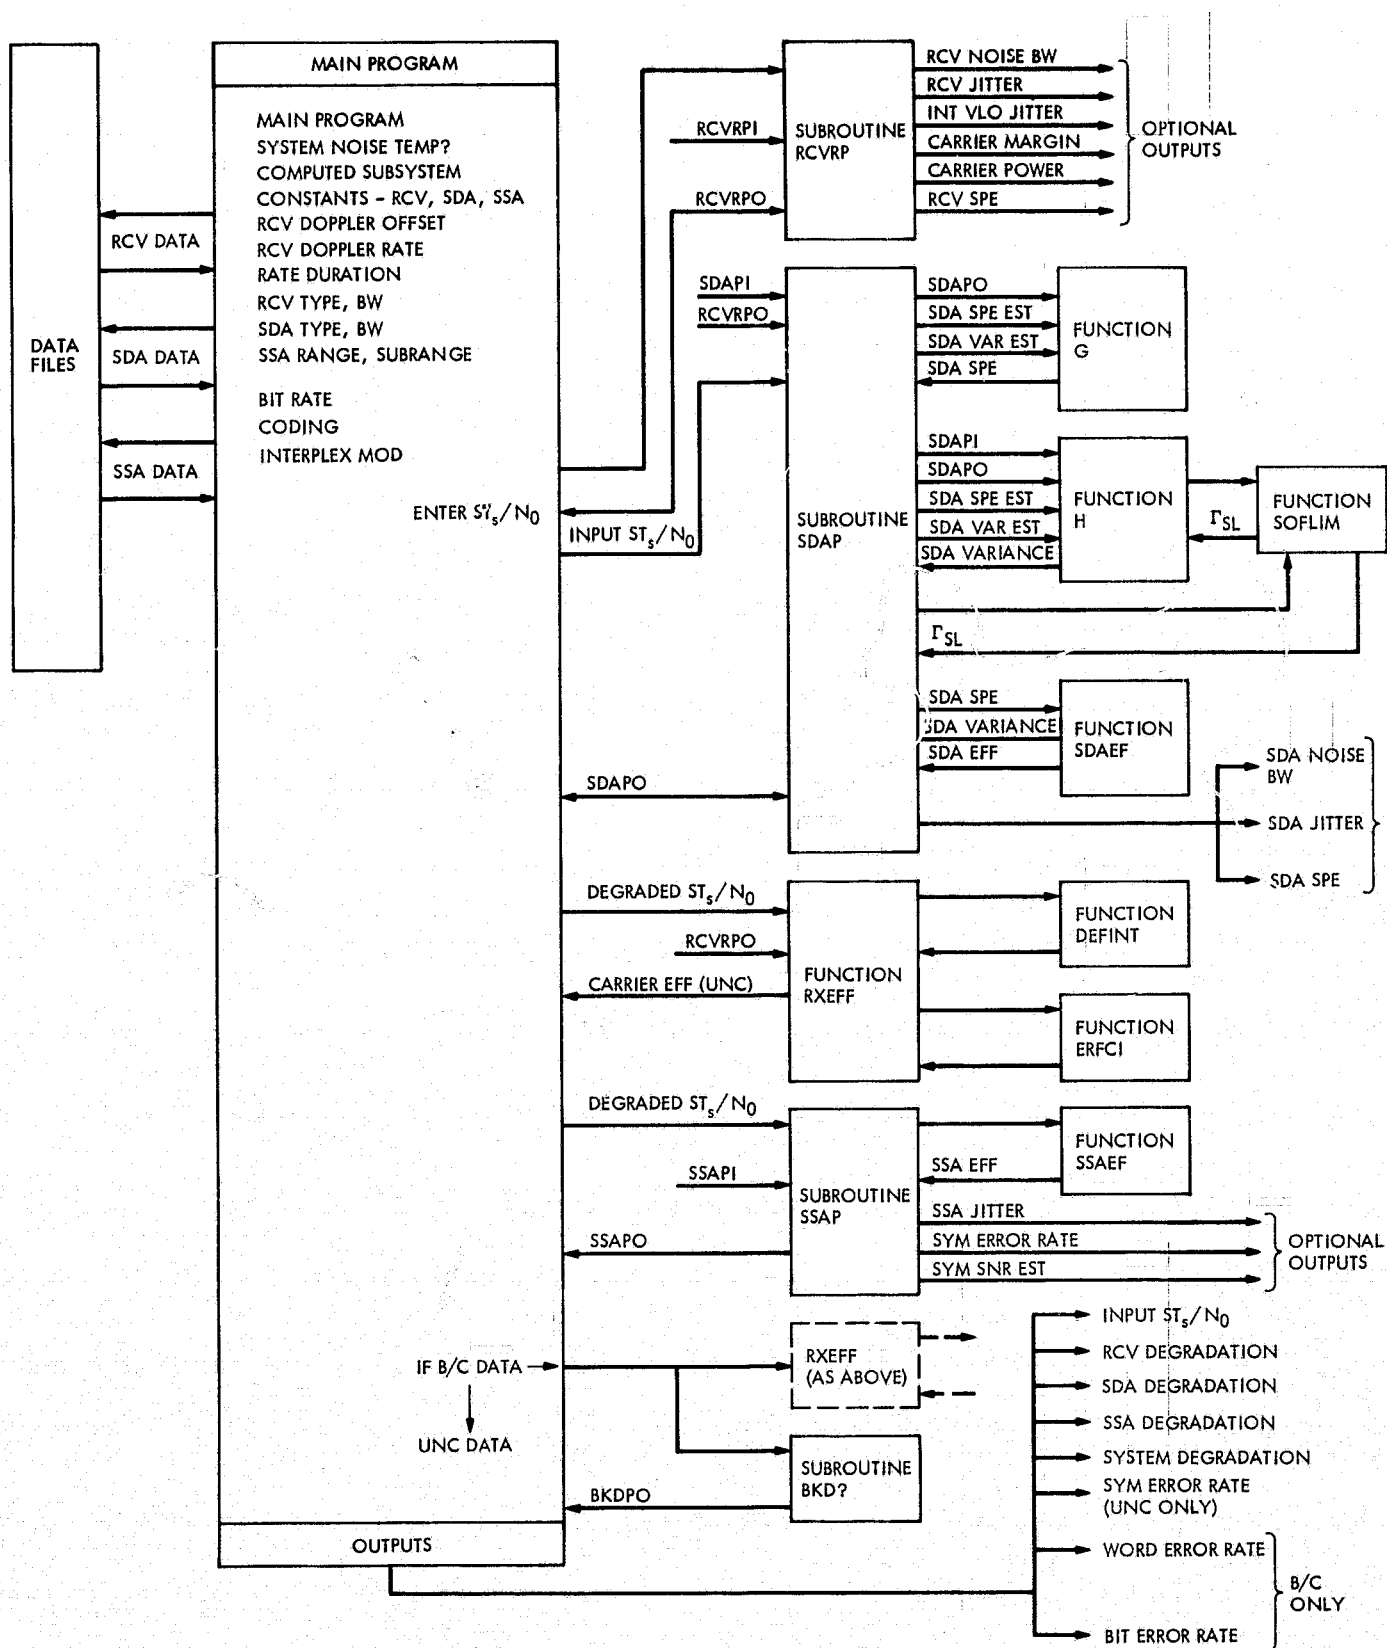 DATA
FILES
RCV DATA
SDA DATA
SSA DATA
MAIN PROGRAM
MAIN PROGRAM
SYSTEM NOISE TEMP?
COMPUTED SUBSYSTEM
CONSTANTS - RCV, SDA, SSA
RCV DOPPLER OFFSET
RCV DOPPLER RATE
RATE DURATION
RCV TYPE, BW
SDA TYPE, BW
SSA RANGE, SUBRANGE
BIT RATE
CODING
INTERPLEX MOD
ENTER STs/N0
INPUT STs/N0
RCVRPI
RCVRPO
SUBROUTINE
RCVRP
RCV NOISE BW
RCV JITTER
INT VLO JITTER
CARRIER MARGIN
CARRIER POWER
RCV SPE
OPTIONAL
OUTPUTS
SDAPI
RCVRPO
SUBROUTINE
SDAP
SDAPO
SDA SPE EST
SDA VAR EST
SDA SPE
FUNCTION
G
SDAPI
SDAPO
SDA SPE EST
SDA VAR EST
SDA VARIANCE
FUNCTION
H
ΓSL
FUNCTION
SOFLIM
ΓSL
SDA SPE
SDA VARIANCE
SDA EFF
FUNCTION
SDAEF
SDA NOISE
BW
SDA JITTER
SDA SPE
SDAPO
DEGRADED STs/N0
RCVRPO
CARRIER EFF (UNC)
FUNCTION
RXEFF
FUNCTION
DEFINT
FUNCTION
ERFCI
DEGRADED STs/N0
SSAPI
SSAPO
SUBROUTINE
SSAP
SSA EFF
FUNCTION
SSAEF
SSA JITTER
SYM ERROR RATE
SYM SNR EST
OPTIONAL
OUTPUTS
IF B/C DATA
UNC DATA
RXEFF
(AS ABOVE)
SUBROUTINE
BKD?
BKDPO
OUTPUTS
INPUT STs/N0
RCV DEGRADATION
SDA DEGRADATION
SSA DEGRADATION
SYSTEM DEGRADATION
SYM ERROR RATE
(UNC ONLY)
WORD ERROR RATE
BIT ERROR RATE
B/C
ONLY